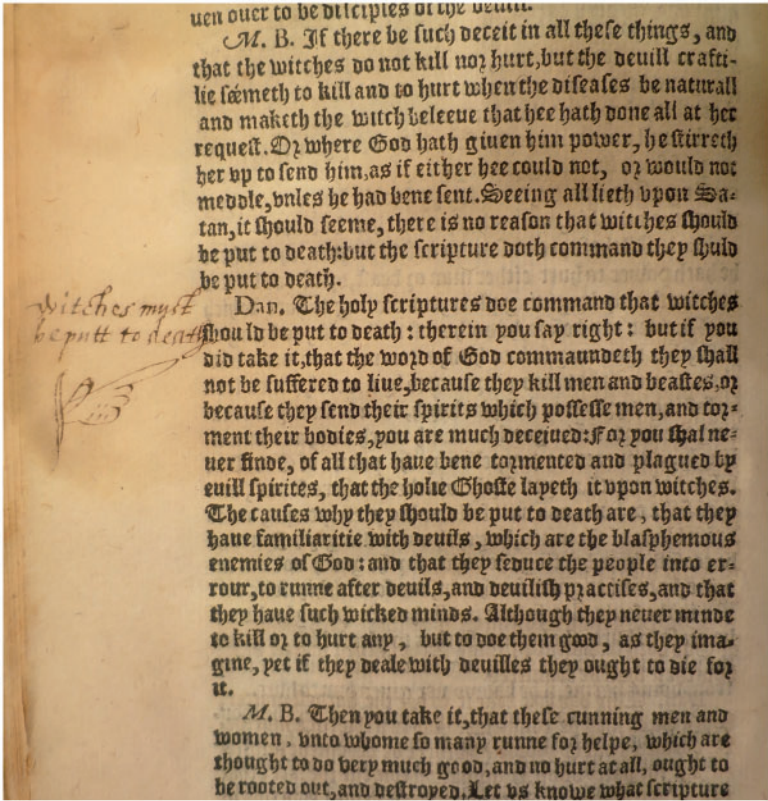 uen ouer to be disciples of the deuill.
M. B. If there be such deceit in all these things, and
that the witches do not kill nor hurt, but the deuill crafti-
lie séemeth to kill and to hurt when the diseases be naturall
and maketh the witch beleeue that hee hath done all at her
request. Or where God hath giuen him power, he stirreth
her vp to send him, as if either hee could not, or would not
meddle, vnles he had bene sent. Seeing all lieth vpon Sa-
tan, it should seeme, there is no reason that witches should
be put to death: but the scripture doth command they shuld
be put to death.
Dan. The holy scriptures doe command that witches
should be put to death: therein you say right: but if you
did take it, that the word of God commaundeth they shall
not be suffered to liue, because they kill men and beastes, or
because they send their spirits which possesse men, and tor-
ment their bodies, you are much deceiued: For you shal ne-
uer finde, of all that haue bene tormented and plagued by
euill spirites, that the holie Ghoste layeth it vpon witches.
The causes why they should be put to death are, that they
haue familiaritie with deuils, which are the blasphemous
enemies of God: and that they seduce the people into er-
rour, to runne after deuils, and deuilish practises, and that
they haue such wicked minds. Although they neuer minde
to kill or to hurt any, but to doe them good, as they ima-
gine, yet if they deale with deuilles they ought to die for
it.
M. B. Then you take it, that these cunning men and
women, vnto whome so many runne for helpe, which are
thought to do very much good, and no hurt at all, ought to
be rooted out, and destroyed. Let vs knowe what scripture
witches must
be putt to death